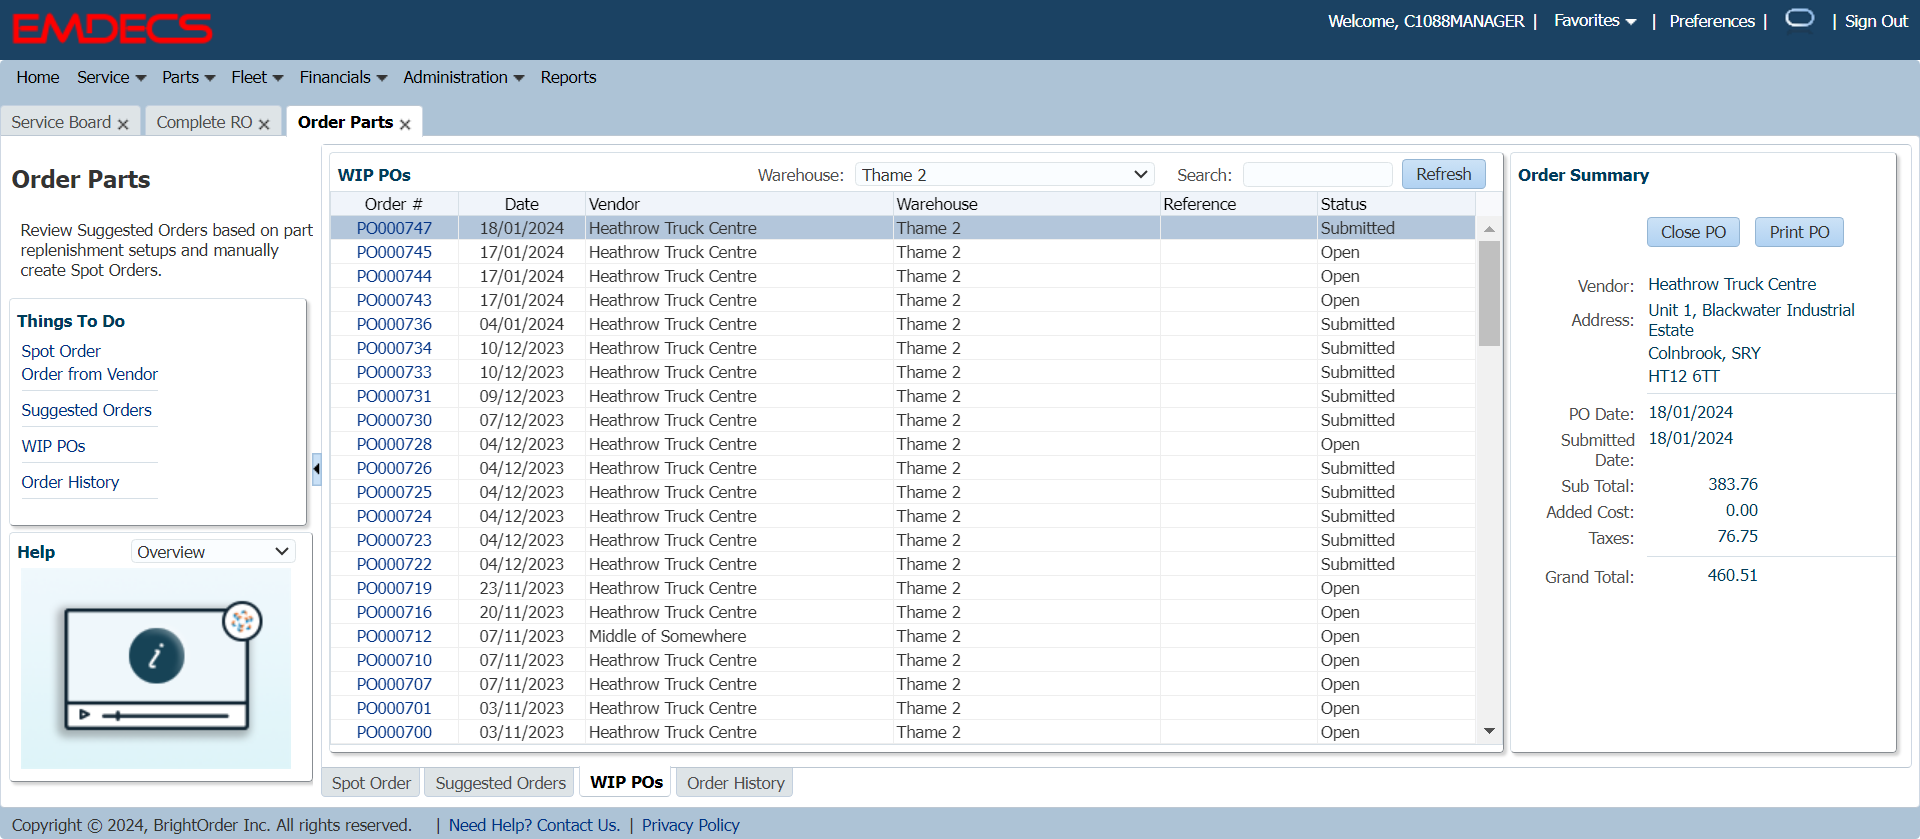 EMDECS
Welcome, C1088MANAGER | Favorites | Preferences | | Sign Out
Home Service Parts Fleet Financials Administration Reports
Service Board Complete RO Order Parts
Order Parts
Review Suggested Orders based on part
replenishment setups and manually
create Spot Orders.
Things To Do
Spot Order
Order from Vendor
Suggested Orders
WIP POs
Order History
Help Overview
i
WIP POs Warehouse: Thame 2 Search: Refresh
Order # Date Vendor Warehouse Reference Status
PO000747 18/01/2024 Heathrow Truck Centre Thame 2 Submitted
PO000745 17/01/2024 Heathrow Truck Centre Thame 2 Open
PO000744 17/01/2024 Heathrow Truck Centre Thame 2 Open
PO000743 17/01/2024 Heathrow Truck Centre Thame 2 Open
PO000736 04/01/2024 Heathrow Truck Centre Thame 2 Submitted
PO000734 10/12/2023 Heathrow Truck Centre Thame 2 Submitted
PO000733 10/12/2023 Heathrow Truck Centre Thame 2 Submitted
PO000731 09/12/2023 Heathrow Truck Centre Thame 2 Submitted
PO000730 07/12/2023 Heathrow Truck Centre Thame 2 Submitted
PO000728 04/12/2023 Heathrow Truck Centre Thame 2 Open
PO000726 04/12/2023 Heathrow Truck Centre Thame 2 Submitted
PO000725 04/12/2023 Heathrow Truck Centre Thame 2 Submitted
PO000724 04/12/2023 Heathrow Truck Centre Thame 2 Submitted
PO000723 04/12/2023 Heathrow Truck Centre Thame 2 Submitted
PO000722 04/12/2023 Heathrow Truck Centre Thame 2 Submitted
PO000719 23/11/2023 Heathrow Truck Centre Thame 2 Open
PO000716 20/11/2023 Heathrow Truck Centre Thame 2 Open
PO000712 07/11/2023 Middle of Somewhere Thame 2 Open
PO000710 07/11/2023 Heathrow Truck Centre Thame 2 Open
PO000707 07/11/2023 Heathrow Truck Centre Thame 2 Open
PO000701 03/11/2023 Heathrow Truck Centre Thame 2 Open
PO000700 03/11/2023 Heathrow Truck Centre Thame 2 Open
Order Summary
Close PO Print PO
Vendor: Heathrow Truck Centre
Address: Unit 1, Blackwater Industrial
Estate
Colnbrook, SRY
HT12 6TT
PO Date: 18/01/2024
Submitted Date: 18/01/2024
Sub Total: 383.76
Added Cost: 0.00
Taxes: 76.75
Grand Total: 460.51
Spot Order Suggested Orders WIP POs Order History
Copyright © 2024, BrightOrder Inc. All rights reserved. | Need Help? Contact Us. | Privacy Policy